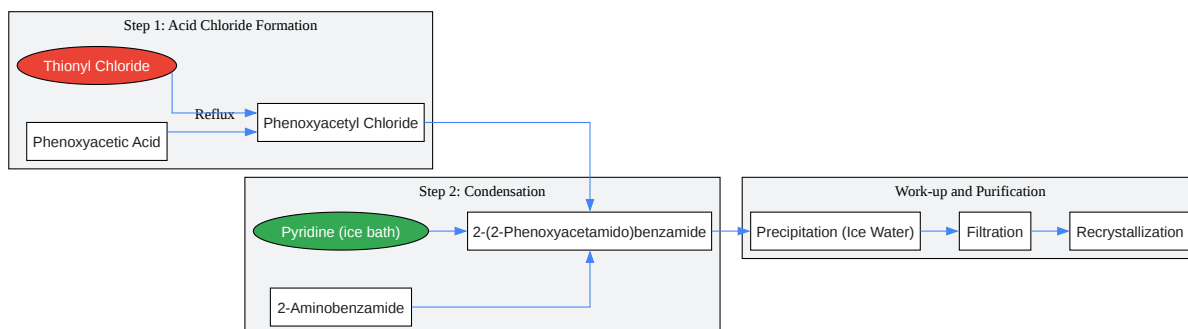 Step 1: Acid Chloride Formation
Thionyl Chloride
Reflux
Phenoxyacetic Acid
Phenoxyacetyl Chloride
Step 2: Condensation
Pyridine (ice bath)
2-(2-Phenoxyacetamido)benzamide
2-Aminobenzamide
Work-up and Purification
Precipitation (Ice Water)
Filtration
Recrystallization